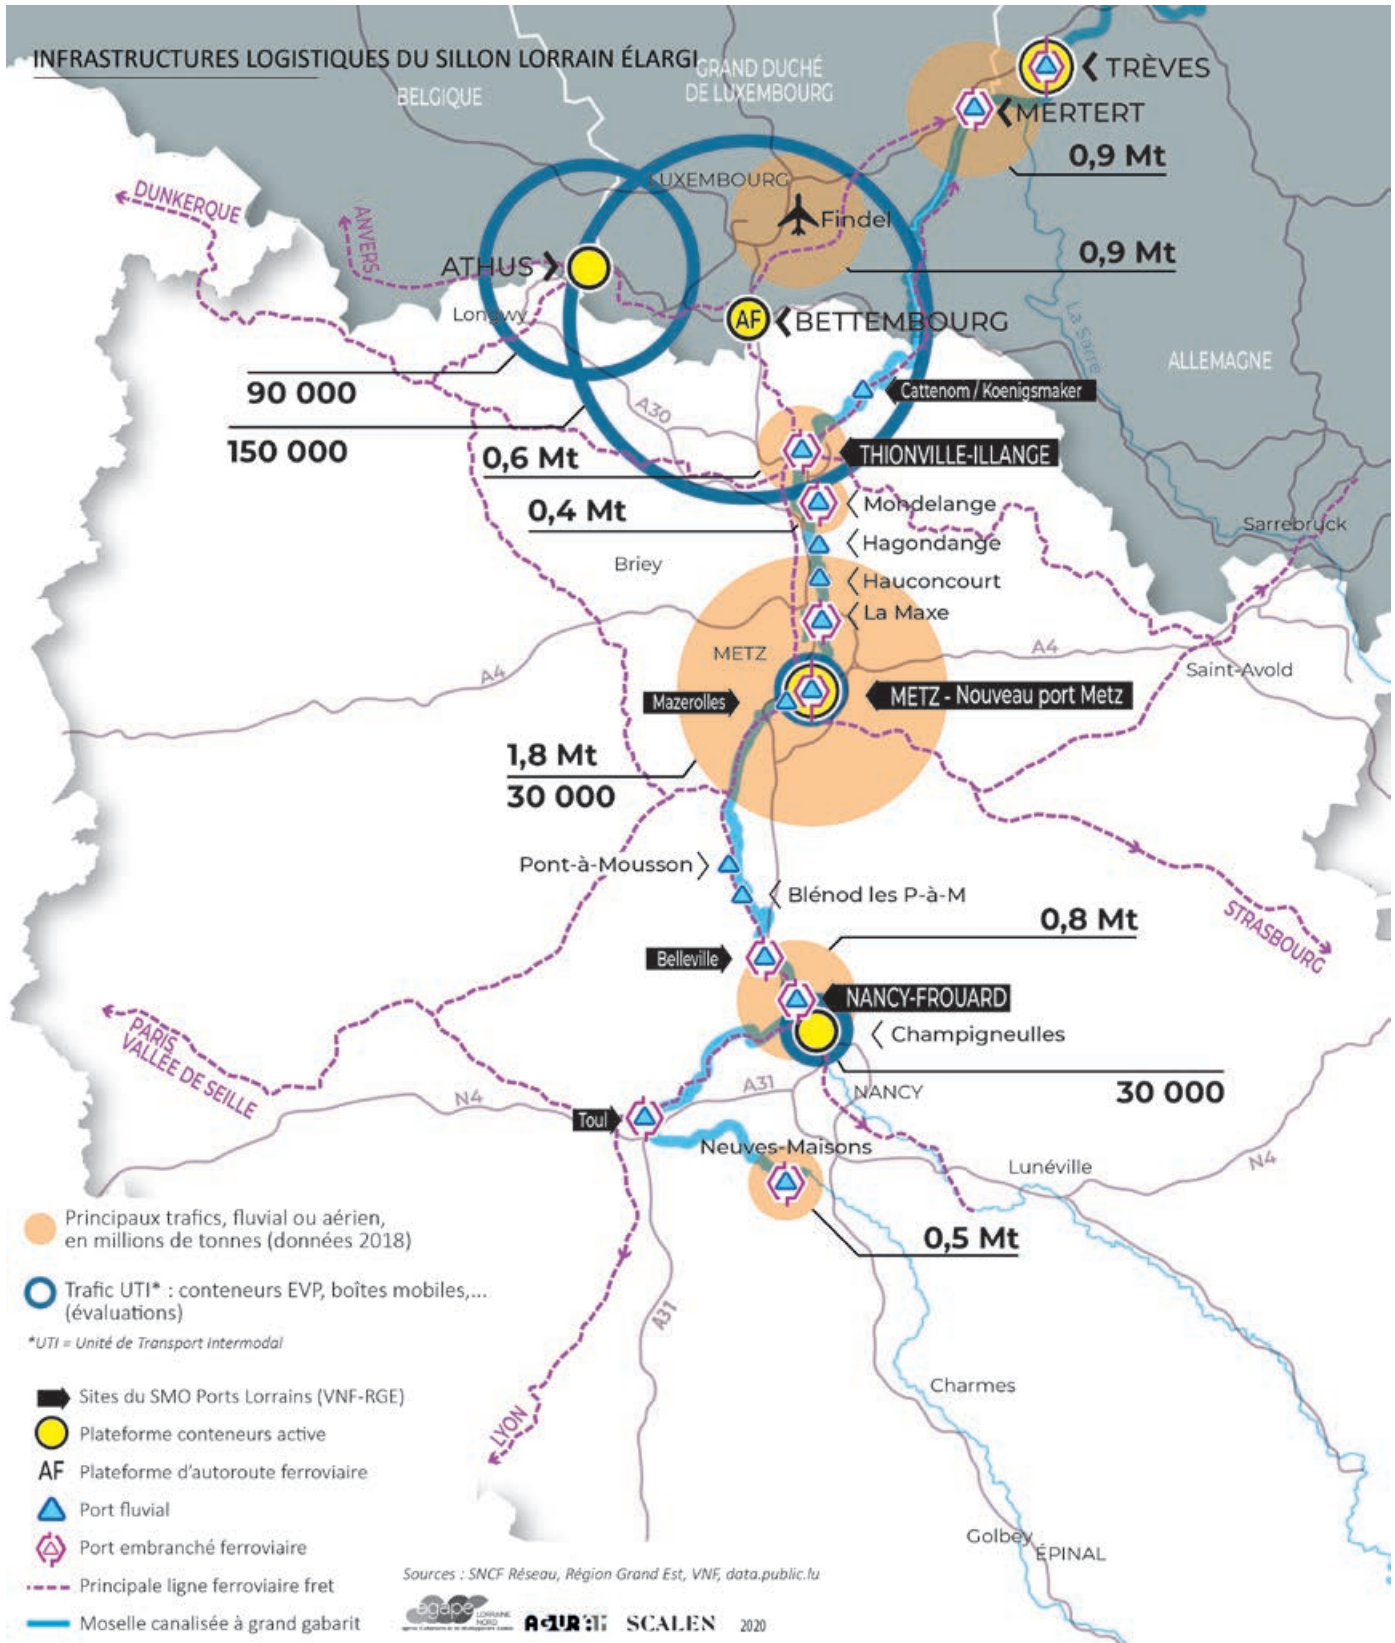 INFRASTRUCTURES LOGISTIQUES DU SILLON LORRAIN ÉLARGI
BELGIQUE
GRAND DUCHÉ
DE LUXEMBOURG
TRÈVES
MERTERT
0,9 Mt
DUNKERQUE
ANVERS
LUXEMBOURG
Findel
0,9 Mt
ATHUS
Longwy
AF
BETTEMBOURG
La Sarre
ALLEMAGNE
90 000
150 000
A30
Cattenom / Koenigsmaker
0,6 Mt
THIONVILLE-ILLANGE
0,4 Mt
Mondelange
Sarrebruck
Hagondange
Briey
Hauconcourt
La Maxe
METZ
A4
A4
Saint-Avold
Mazerolles
METZ - Nouveau port Metz
1,8 Mt
30 000
Pont-à-Mousson
Blénod les P-à-M
0,8 Mt
STRASBOURG
Belleville
NANCY-FROUARD
Champigneulles
PARIS
VALLÉE DE SEILLE
N4
A31
NANCY
30 000
Toul
Neuves-Maisons
Lunéville
N4
0,5 Mt
A31
LYON
Charmes
Golbey
ÉPINAL
Principaux trafics, fluvial ou aérien,
en millions de tonnes (données 2018)
Trafic UTI* : conteneurs EVP, boîtes mobiles,...
(évaluations)
*UTI = Unité de Transport Intermodal
Sites du SMO Ports Lorrains (VNF-RGE)
Plateforme conteneurs active
AF Plateforme d'autoroute ferroviaire
Port fluvial
Port embranché ferroviaire
Principale ligne ferroviaire fret
Moselle canalisée à grand gabarit
Sources : SNCF Réseau, Région Grand Est, VNF, data.public.lu
agape LORRAINE
NORD
SCALEN 2020